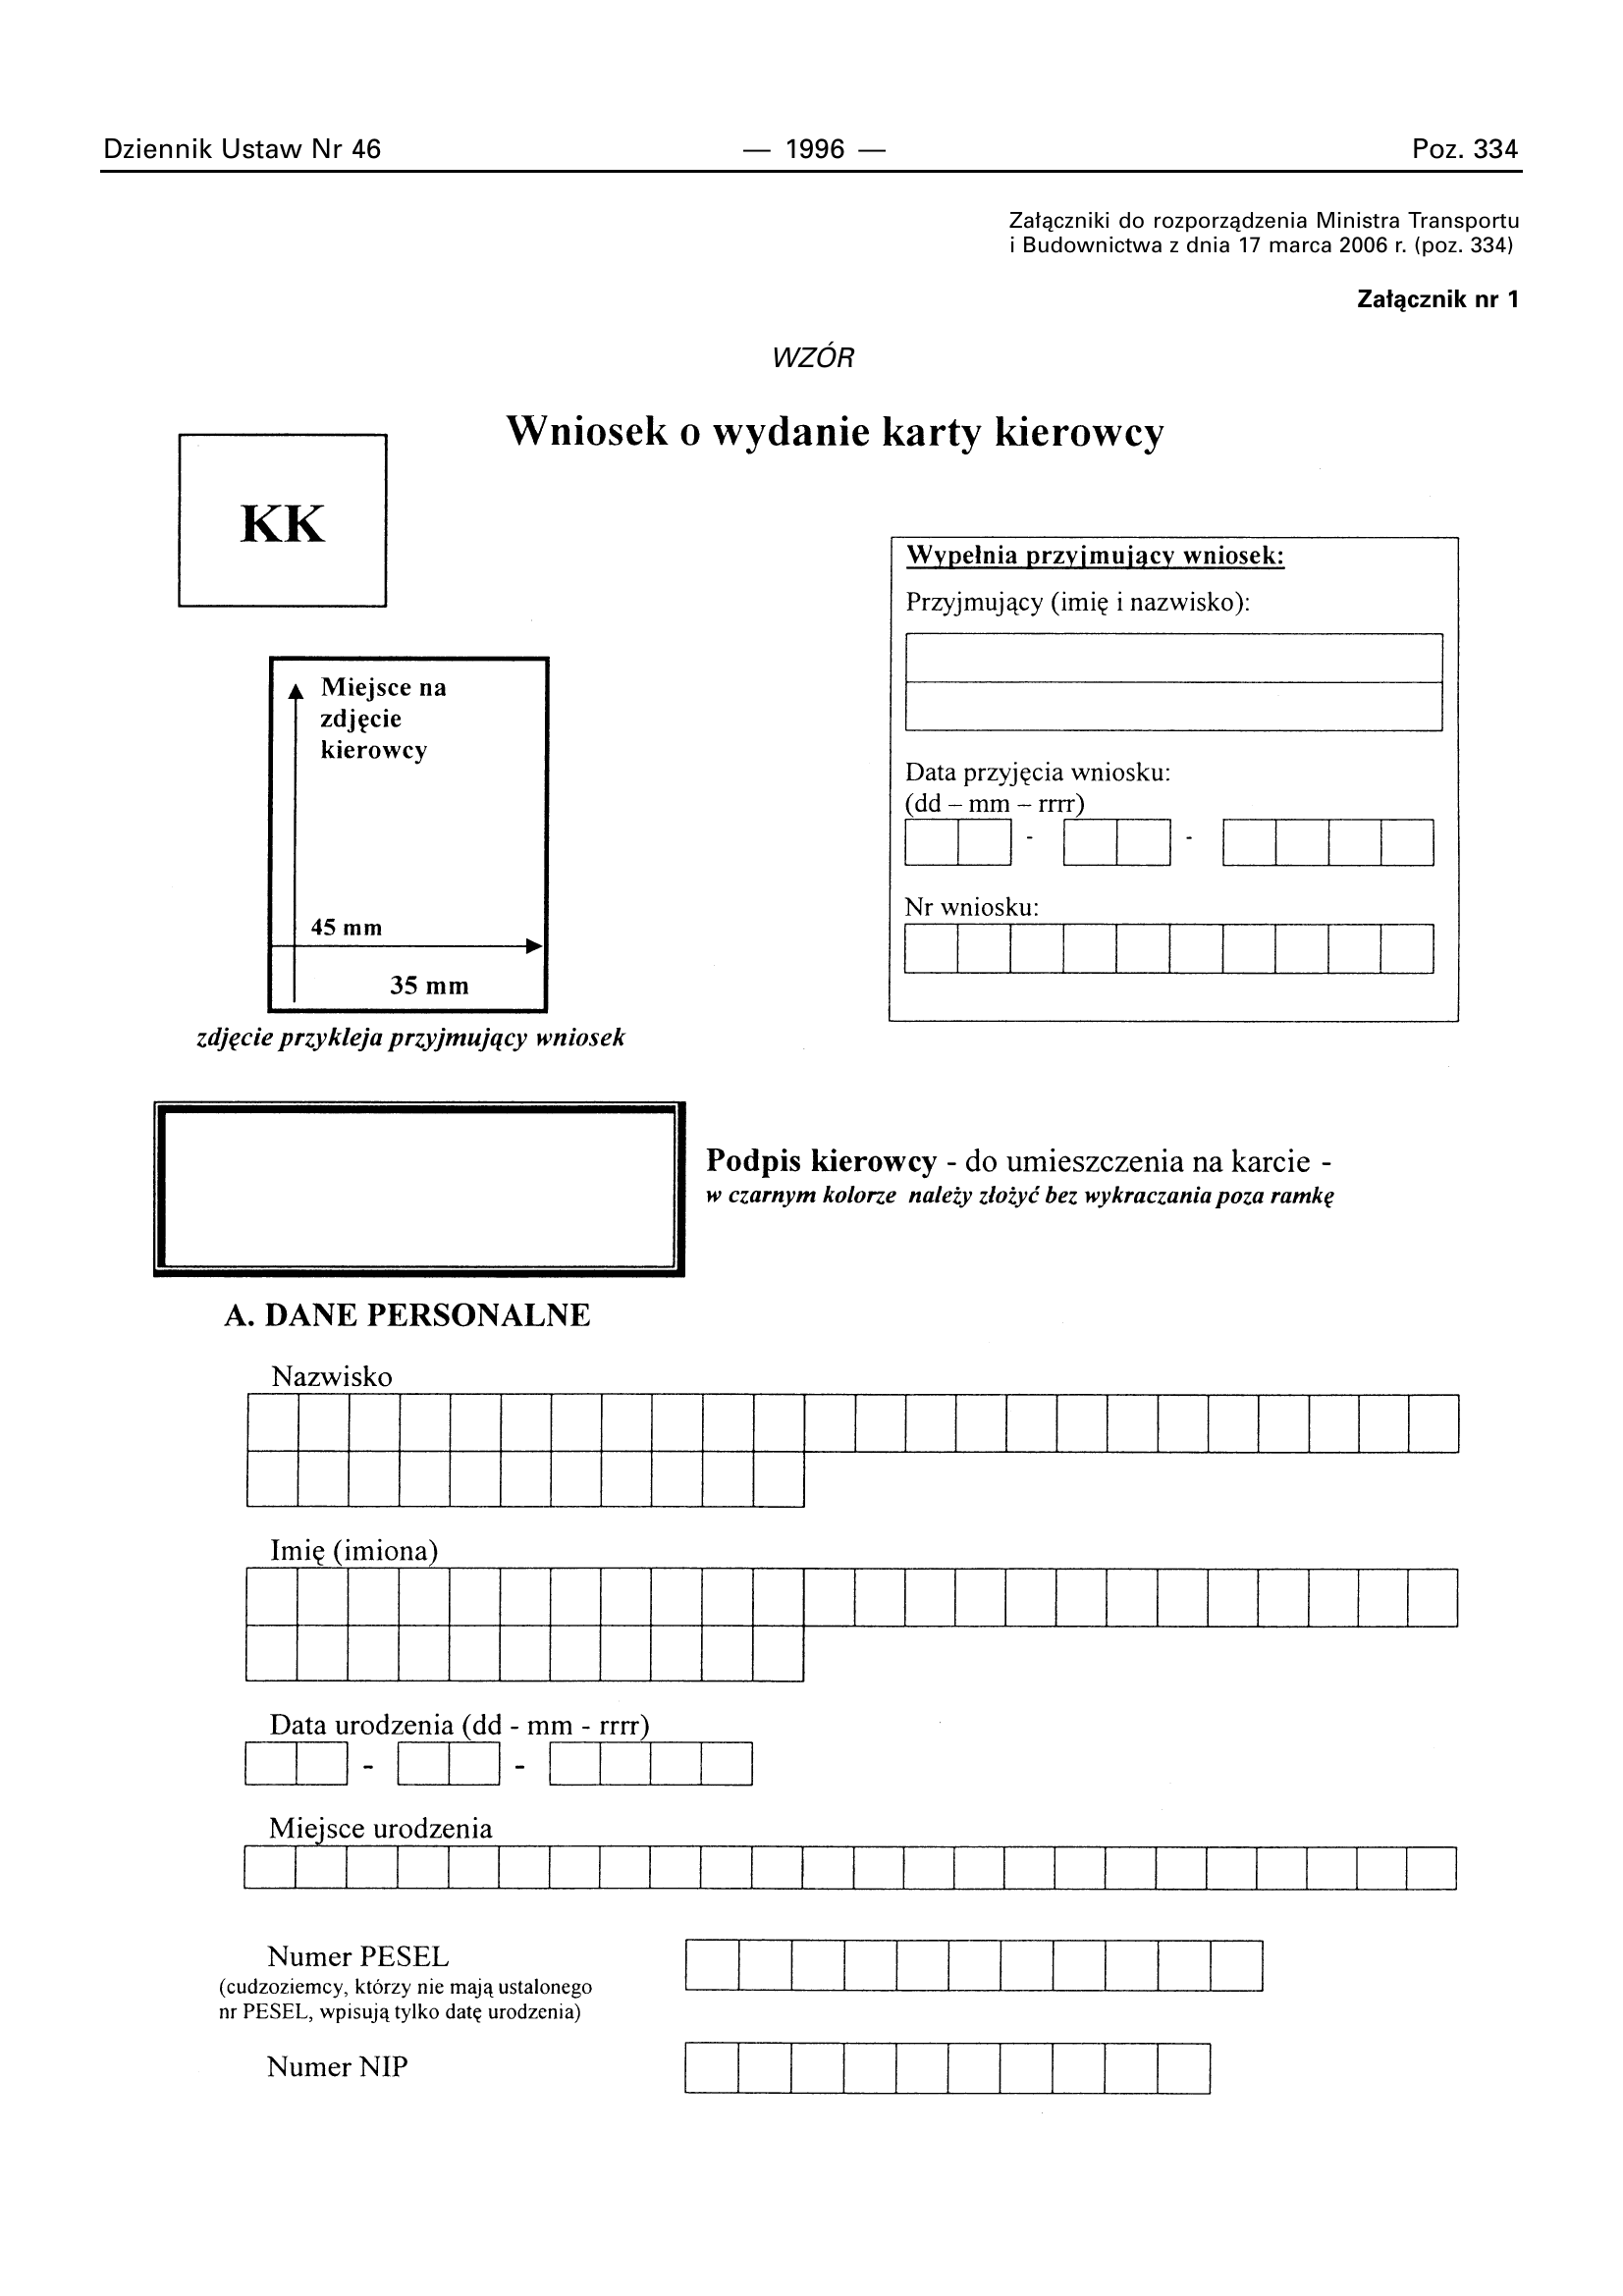 Dziennik Ustaw Nr 46 — 1996 — Poz. 334
Załączniki do rozporządzenia Ministra Transportu
i Budownictwa z dnia 17 marca 2006 r. (poz. 334)
Załącznik nr 1
WZÓR
Wniosek o wydanie karty kierowcy
KK
Wypełnia przyjmujący wniosek:
Przyjmujący (imię i nazwisko):
Data przyjęcia wniosku:
(dd – mm – rrrr)
- -
Nr wniosku:
Miejsce na
zdjęcie
kierowcy
45 mm
35 mm
zdjęcie przykleja przyjmujący wniosek
Podpis kierowcy - do umieszczenia na karcie -
w czarnym kolorze należy złożyć bez wykraczania poza ramkę
A. DANE PERSONALNE
Nazwisko
Imię (imiona)
Data urodzenia (dd - mm - rrrr)
- -
Miejsce urodzenia
Numer PESEL
(cudzoziemcy, którzy nie mają ustalonego
nr PESEL, wpisują tylko datę urodzenia)
Numer NIP